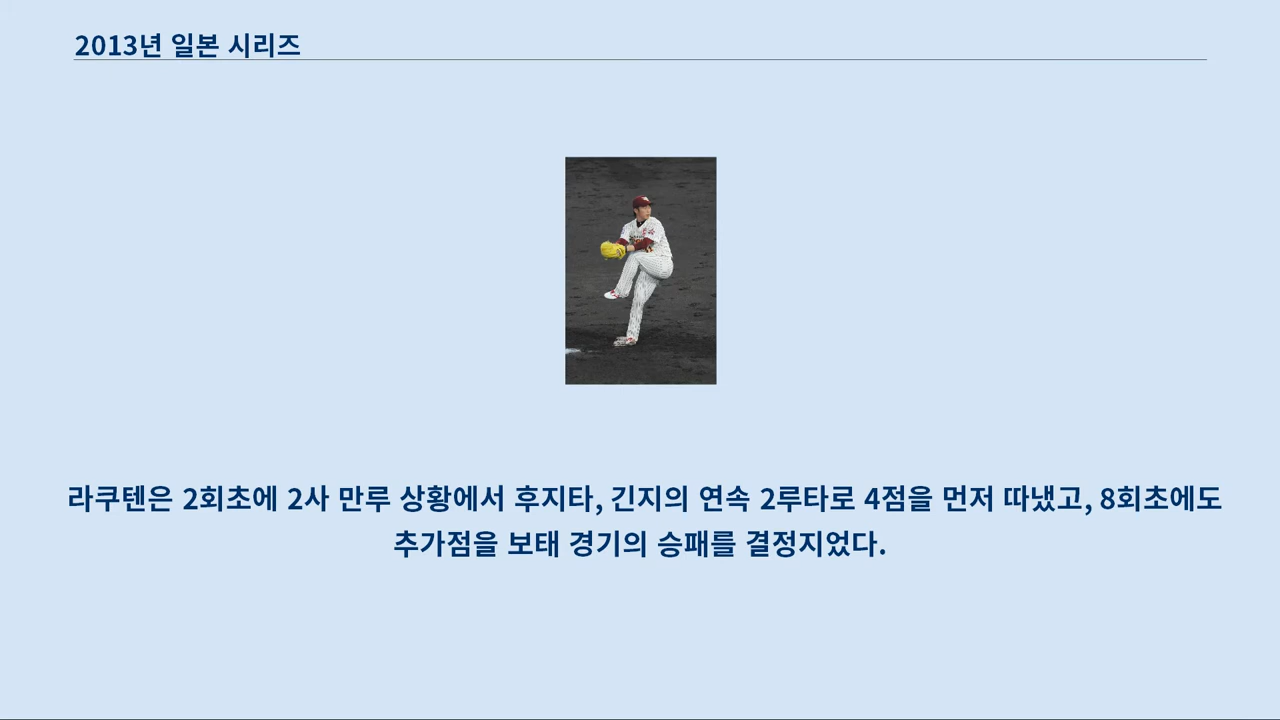 2013년 일본 시리즈
라쿠텐은 2회초에 2사 만루 상황에서 후지타, 긴지의 연속 2루타로 4점을 먼저 따냈고, 8회초에도
추가점을 보태 경기의 승패를 결정지었다.